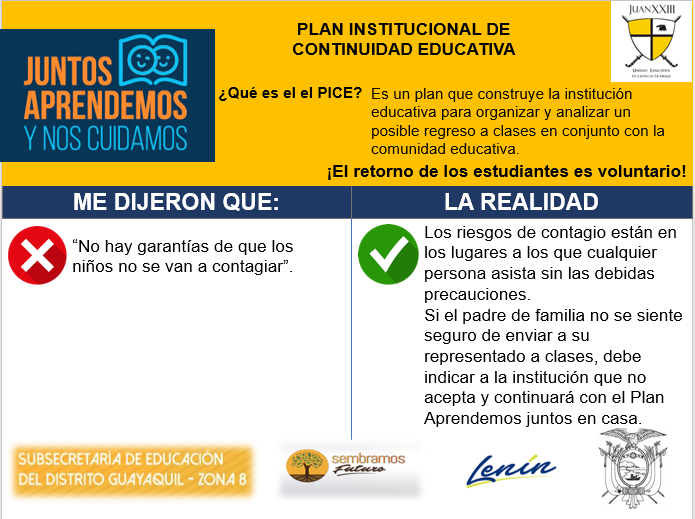 PLAN INSTITUCIONAL DE
CONTINUIDAD EDUCATIVA
JUANXXIII
JUNTOS
APRENDEMOS
Y NOS CUIDAMOS
¿Qué es el el PICE?
Es un plan que construye la institución
educativa para organizar y analizar un
posible regreso a clases en conjunto con la
comunidad educativa.
¡El retorno de los estudiantes es voluntario!
ME DIJERON QUE:
“No hay garantías de que los
niños no se van a contagiar”.
LA REALIDAD
Los riesgos de contagio están en
los lugares a los que cualquier
persona asista sin las debidas
precauciones.
Si el padre de familia no se siente
seguro de enviar a su
representado a clases, debe
indicar a la institución que no
acepta y continuará con el Plan
Aprendemos juntos en casa.
SUBSECRETARÍA DE EDUCACIÓN
DEL DISTRITO GUAYAQUIL - ZONA 8
sembramos
Futuro
Lenín